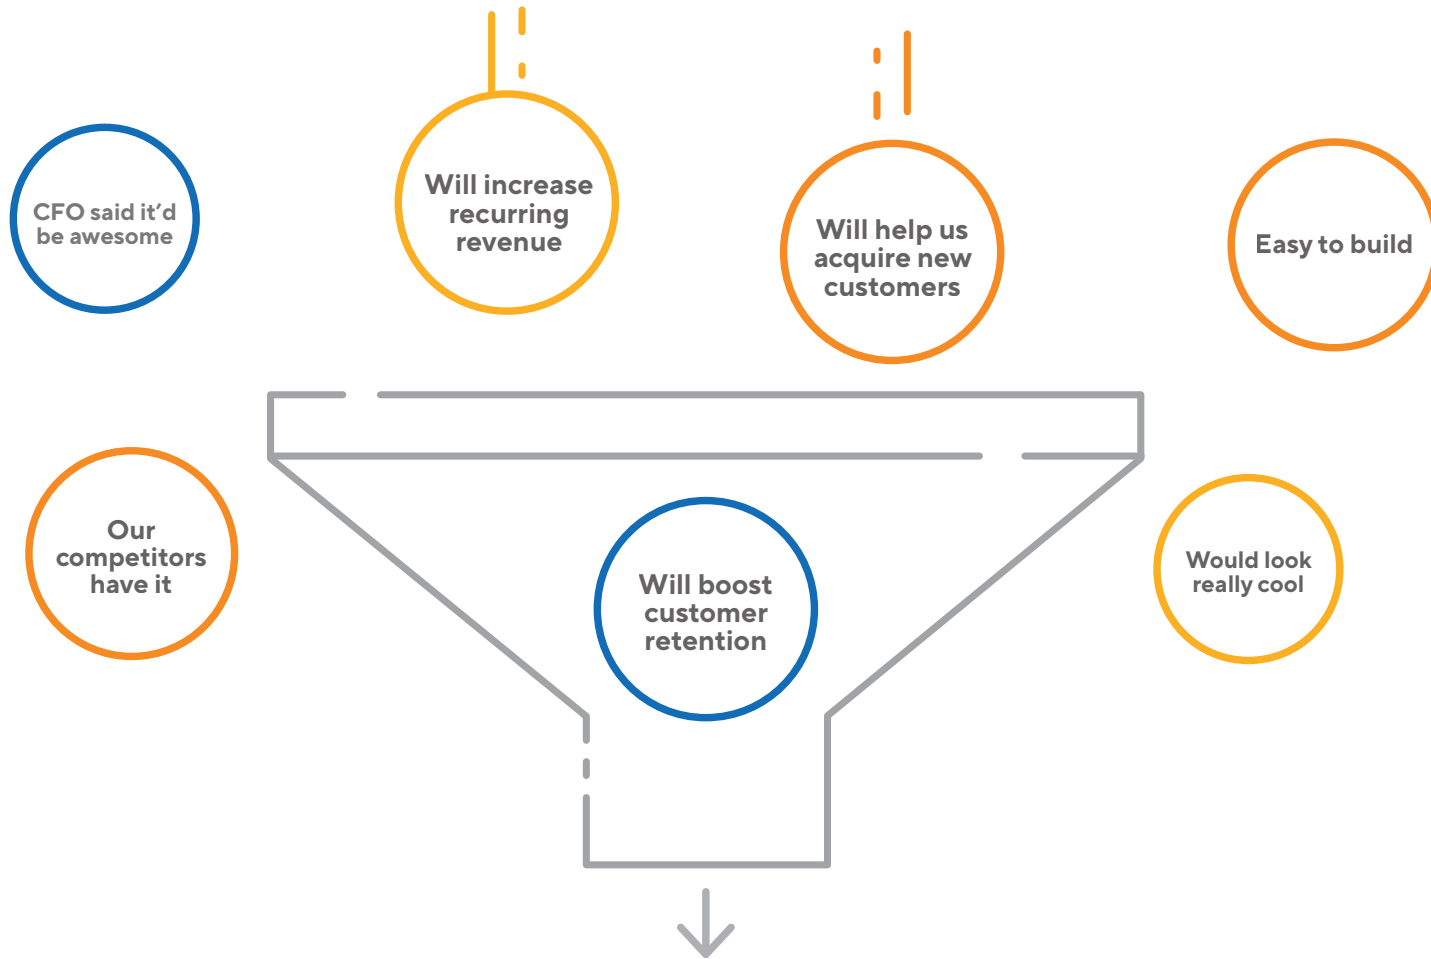 CFO said it’d
be awesome
Will increase
recurring
revenue
Will help us
acquire new
customers
Easy to build
Our
competitors
have it
Will boost
customer
retention
Would look
really cool